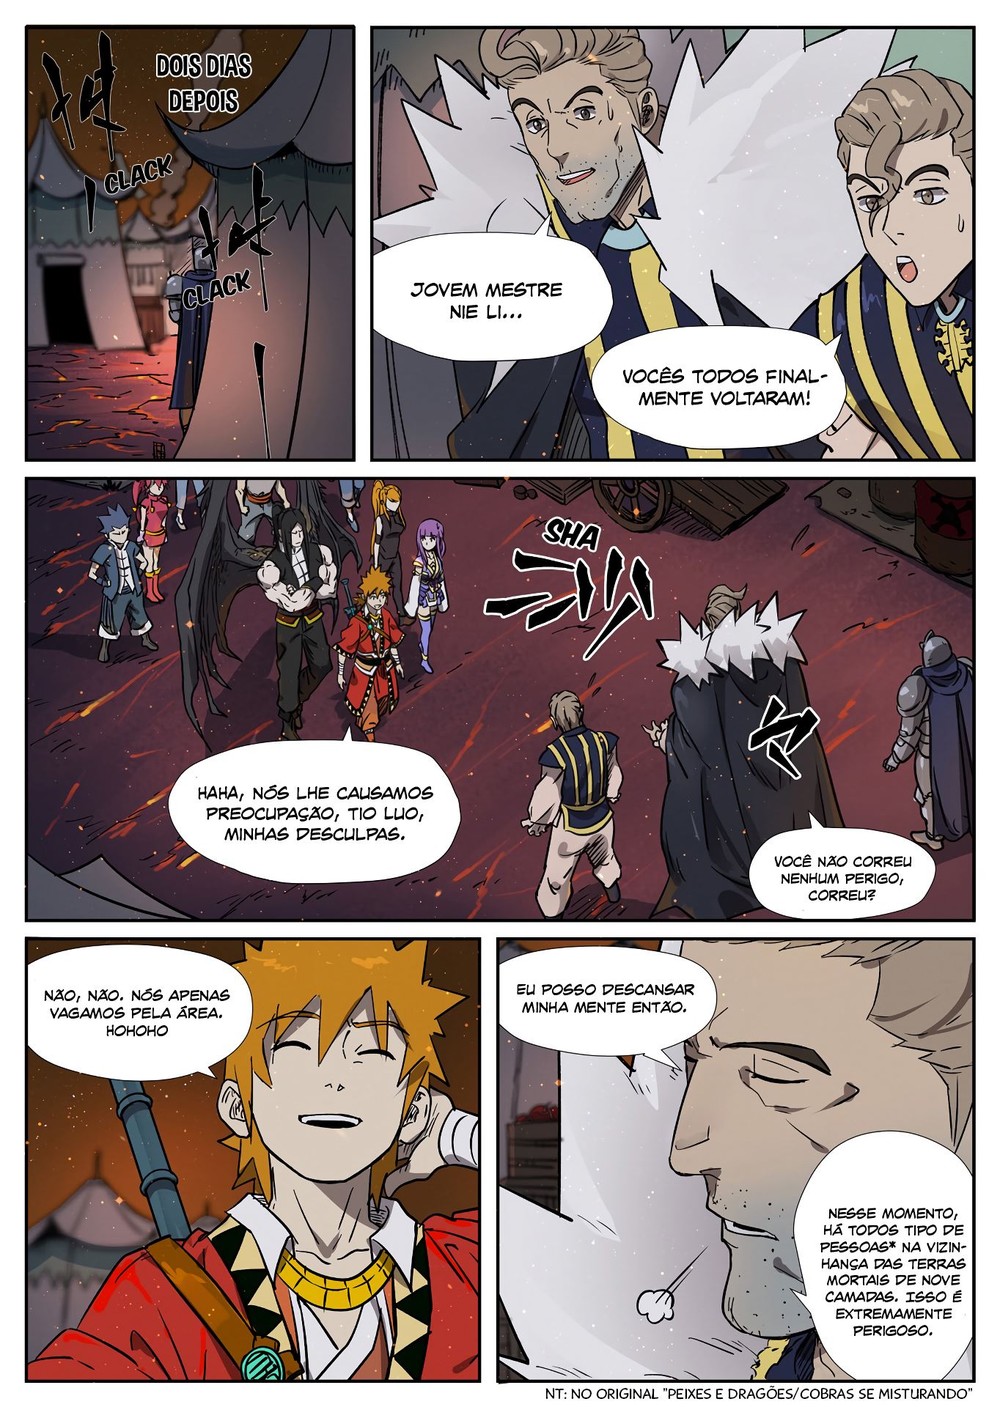 DOIS DIAS
DEPOIS
CLACK
CLACK
JOVEM MESTRE
NIE LI...
VOCÊS TODOS FINAL-
MENTE VOLTARAM!
SHA
HAHA, NÓS LHE CAUSAMOS
PREOCUPAÇÃO, TIO LUO,
MINHAS DESCULPAS.
VOCÊ NÃO CORREU
NENHUM PERIGO,
CORREU?
NÃO, NÃO. NÓS APENAS
VAGAMOS PELA ÁREA.
HOHOHO
EU POSSO DESCANSAR
MINHA MENTE ENTÃO.
NESSE MOMENTO,
HÁ TODOS TIPO DE
PESSOAS* NA VIZIN-
HANÇA DAS TERRAS
MORTAIS DE NOVE
CAMADAS. ISSO É
EXTREMAMENTE
PERIGOSO.
NT: NO ORIGINAL "PEIXES E DRAGÕES/COBRAS SE MISTURANDO"